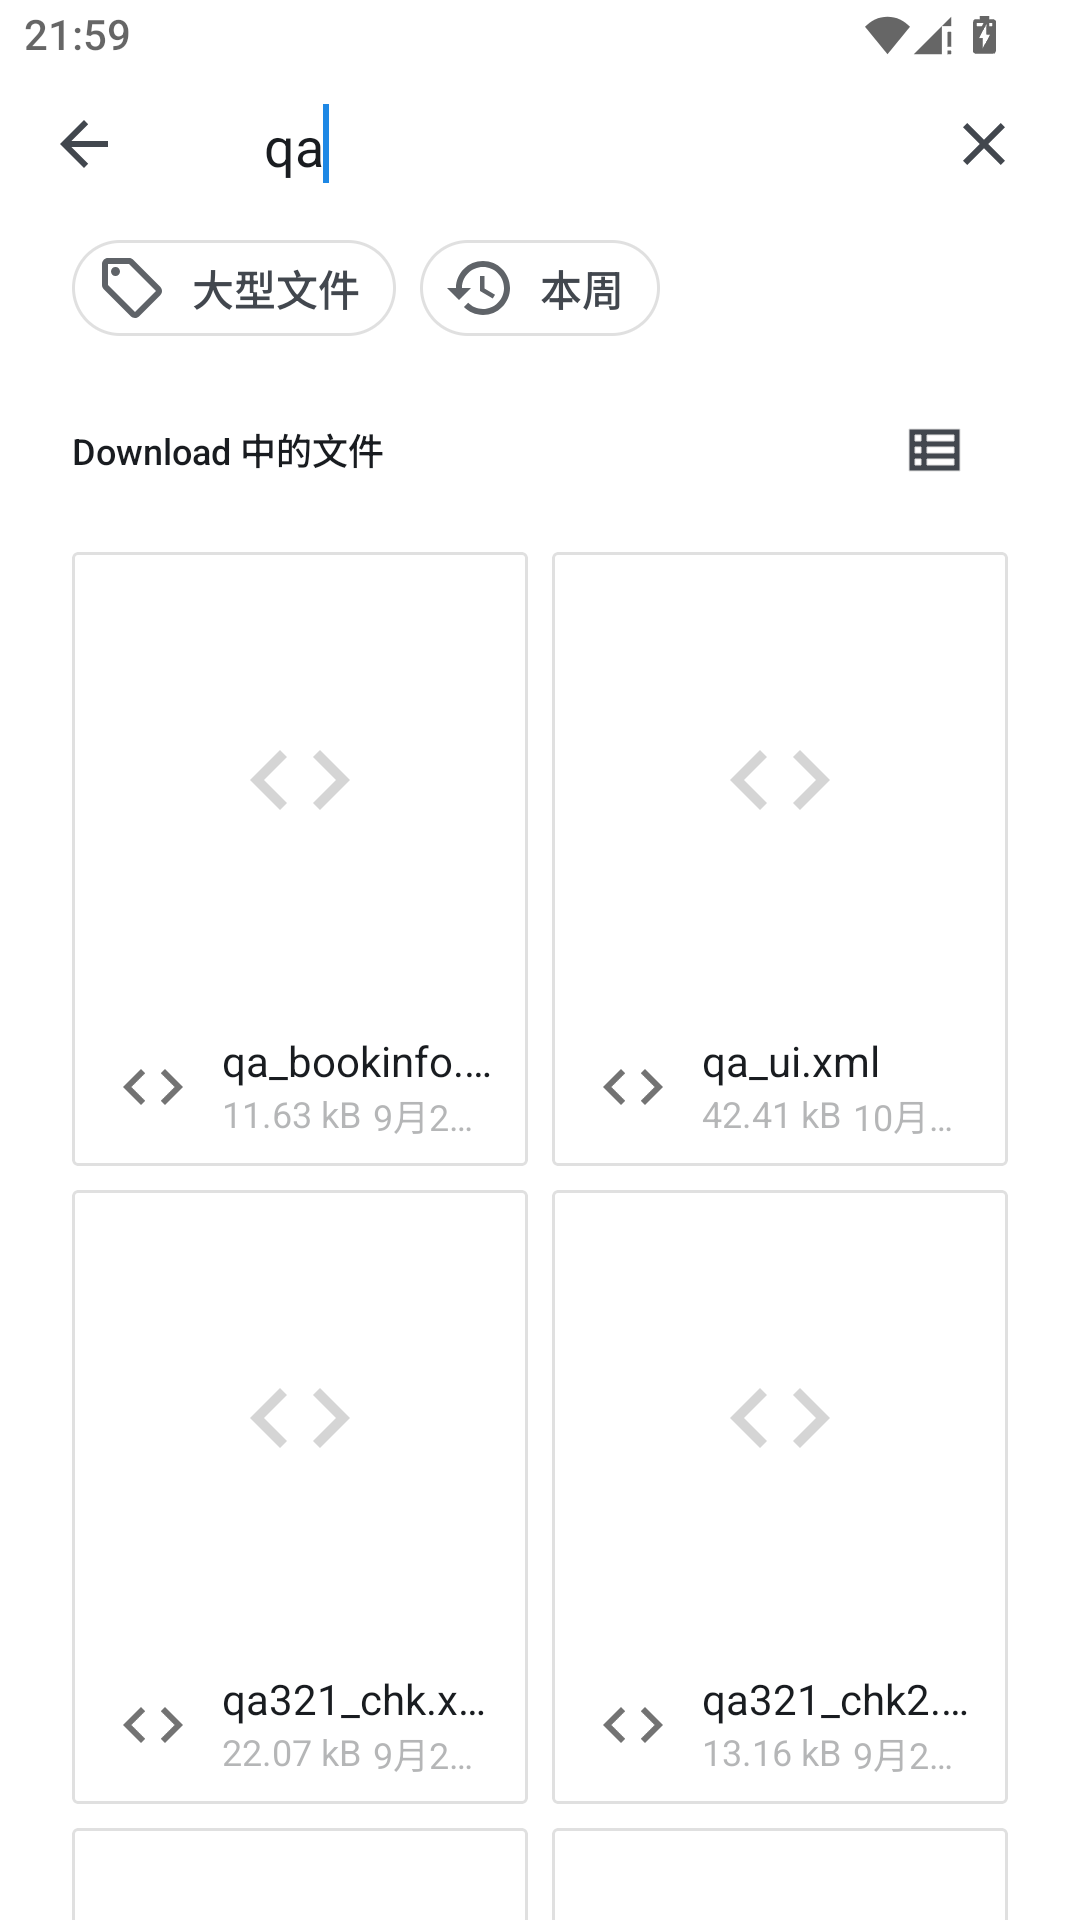 21:59
qa
大型文件
本周
Download 中的文件
qa_bookinfo....
11.63 kB 9月2...
qa_ui.xml
42.41 kB 10月...
qa321_chk.x...
22.07 kB 9月2...
qa321_chk2....
13.16 kB 9月2...